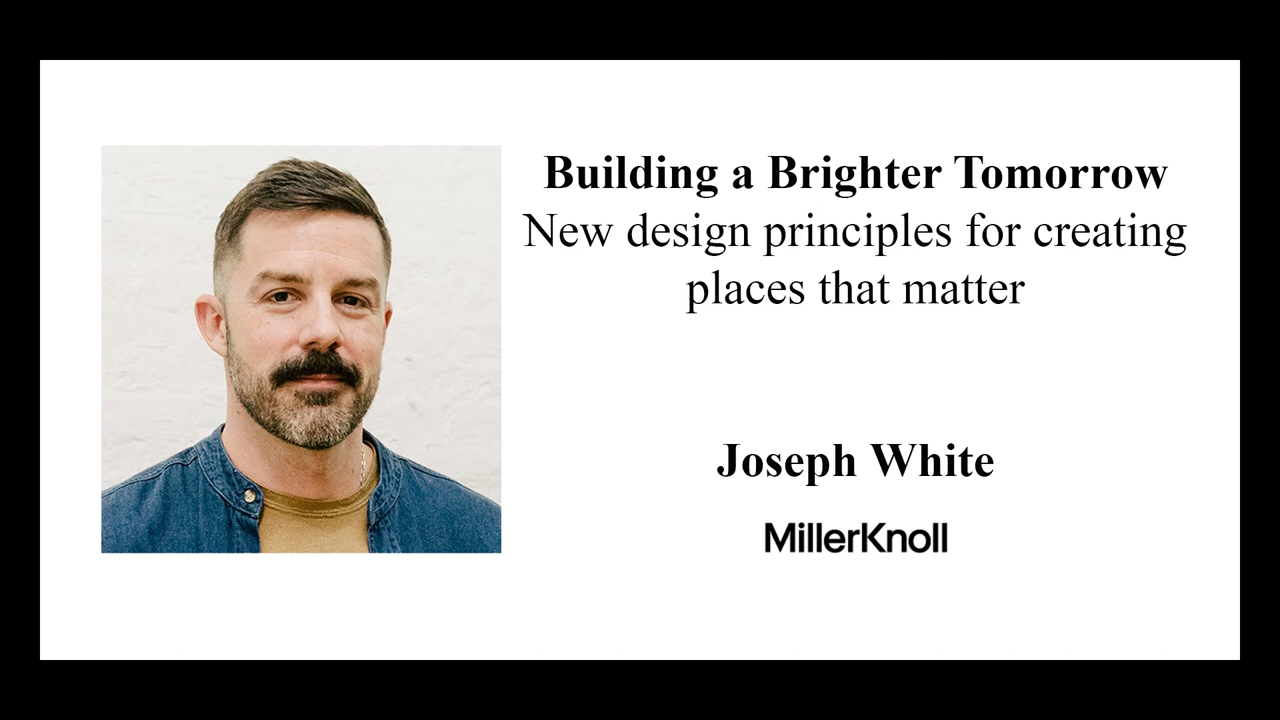 Building a Brighter Tomorrow
New design principles for creating
places that matter
Joseph White
MillerKnoll